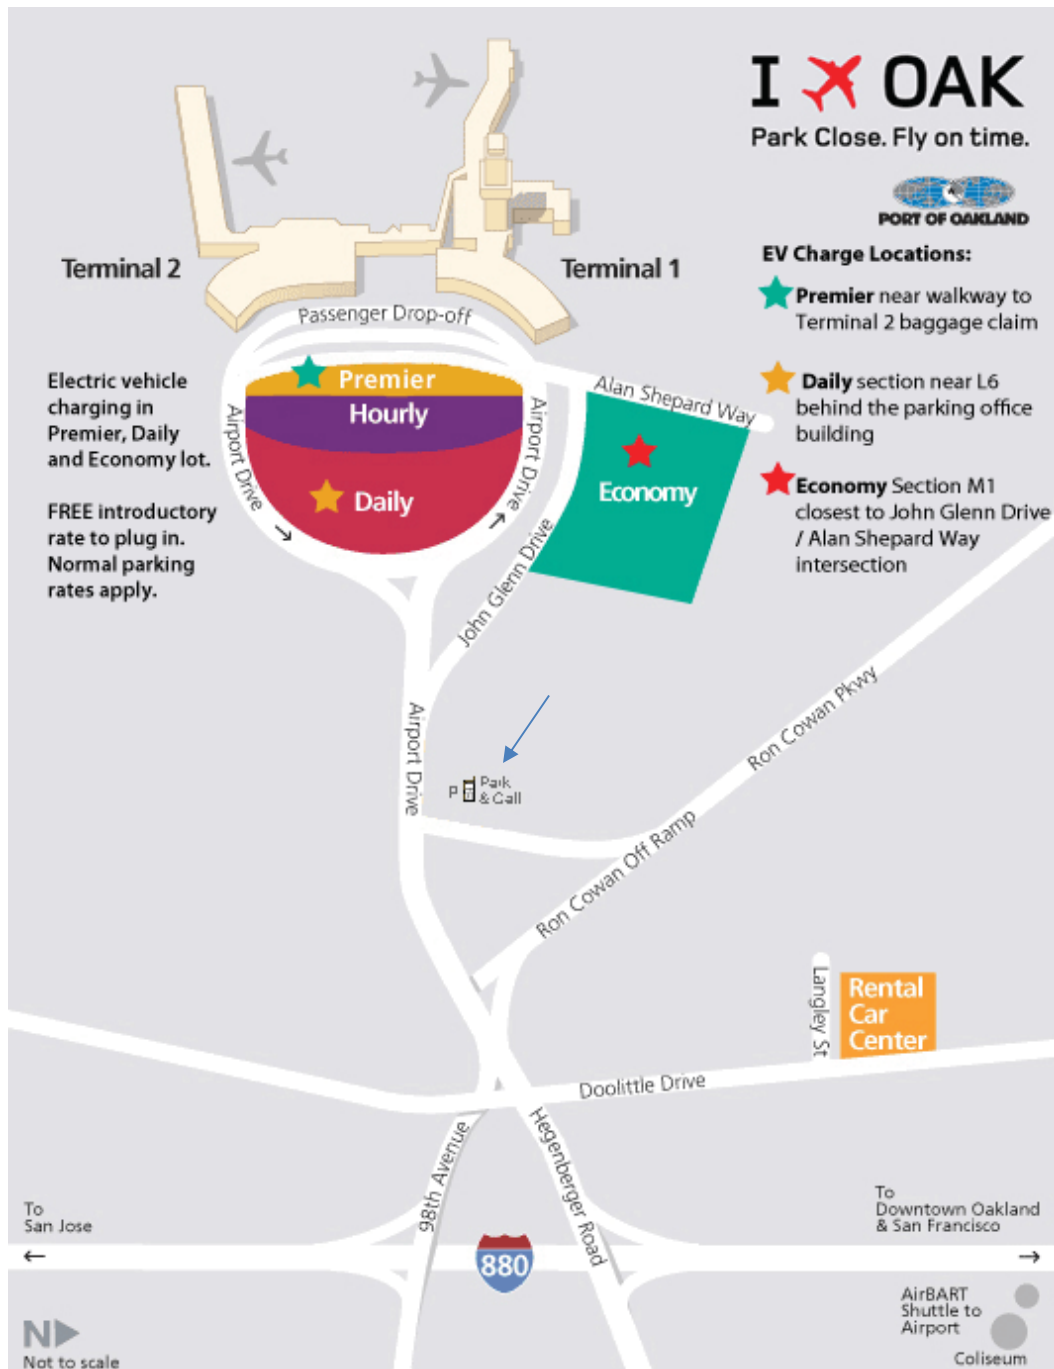 I OAK
Park Close. Fly on time.
PORT OF OAKLAND
Terminal 2
Terminal 1
EV Charge Locations:
Premier near walkway to
Terminal 2 baggage claim
Daily section near L6
behind the parking office
building
Economy Section M1
closest to John Glenn Drive
/ Alan Shepard Way
intersection
Passenger Drop-off
Electric vehicle
charging in
Premier, Daily
and Economy lot.
FREE introductory
rate to plug in.
Normal parking
rates apply.
Premier
Hourly
Daily
Airport Drive
Airport Drive
Alan Shepard Way
Economy
John Glenn Drive
Airport Drive
P Park
& Call
Ron Cowan Pkwy
Ron Cowan Off Ramp
Langley St
Rental
Car
Center
Doolittle Drive
98th Avenue
Hegenberger Road
To
San Jose
←
880
To
Downtown Oakland
& San Francisco
→
AirBART
Shuttle to
Airport
Coliseum
N
Not to scale